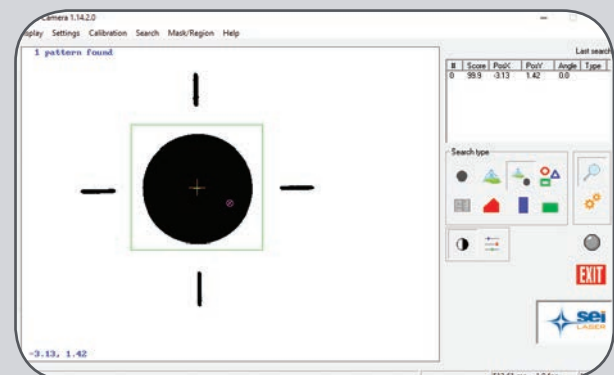 Camera 1.14.2.0
splay Settings Calibration Search Mask/Region Help
1 pattern found
Last search
# Score PosX PosY Angle Type
0 99.9 -3.13 1.42 0.0
Search type
EXIT
sei
LASER
-3.13, 1.42